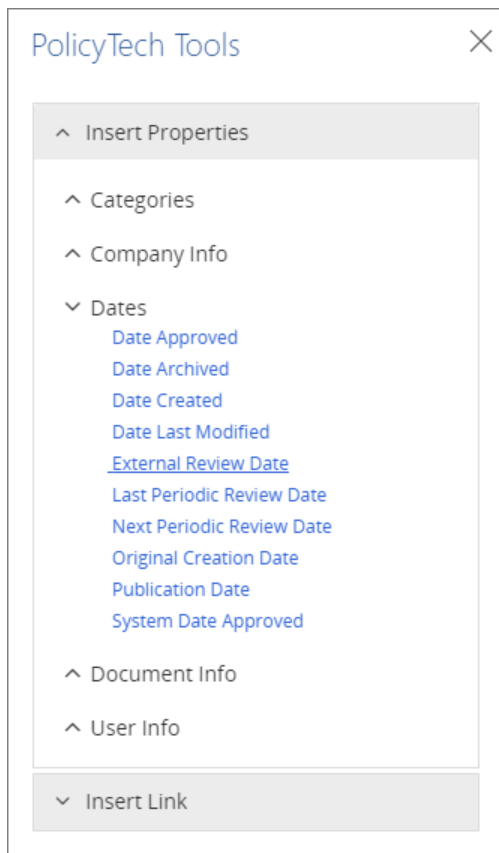 PolicyTech Tools
Insert Properties
Categories
Company Info
Dates
Date Approved
Date Archived
Date Created
Date Last Modified
External Review Date
Last Periodic Review Date
Next Periodic Review Date
Original Creation Date
Publication Date
System Date Approved
Document Info
User Info
Insert Link